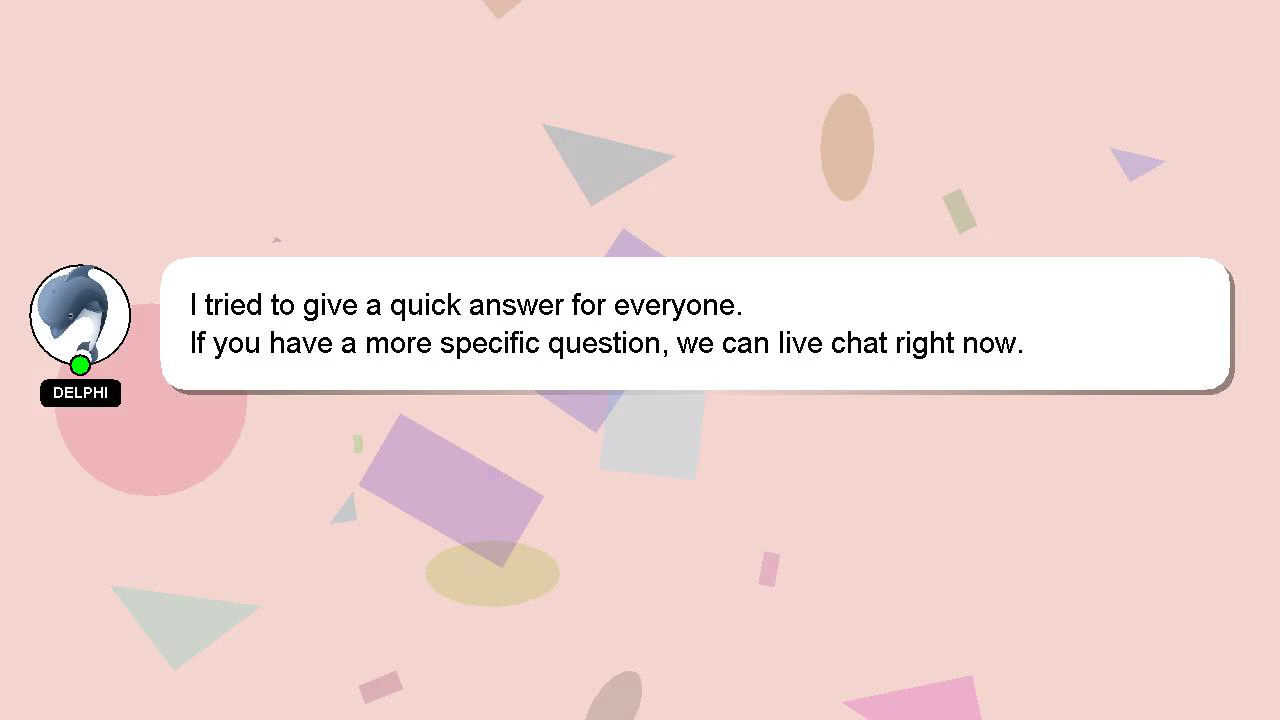 I tried to give a quick answer for everyone.
If you have a more specific question, we can live chat right now.
DELPHI